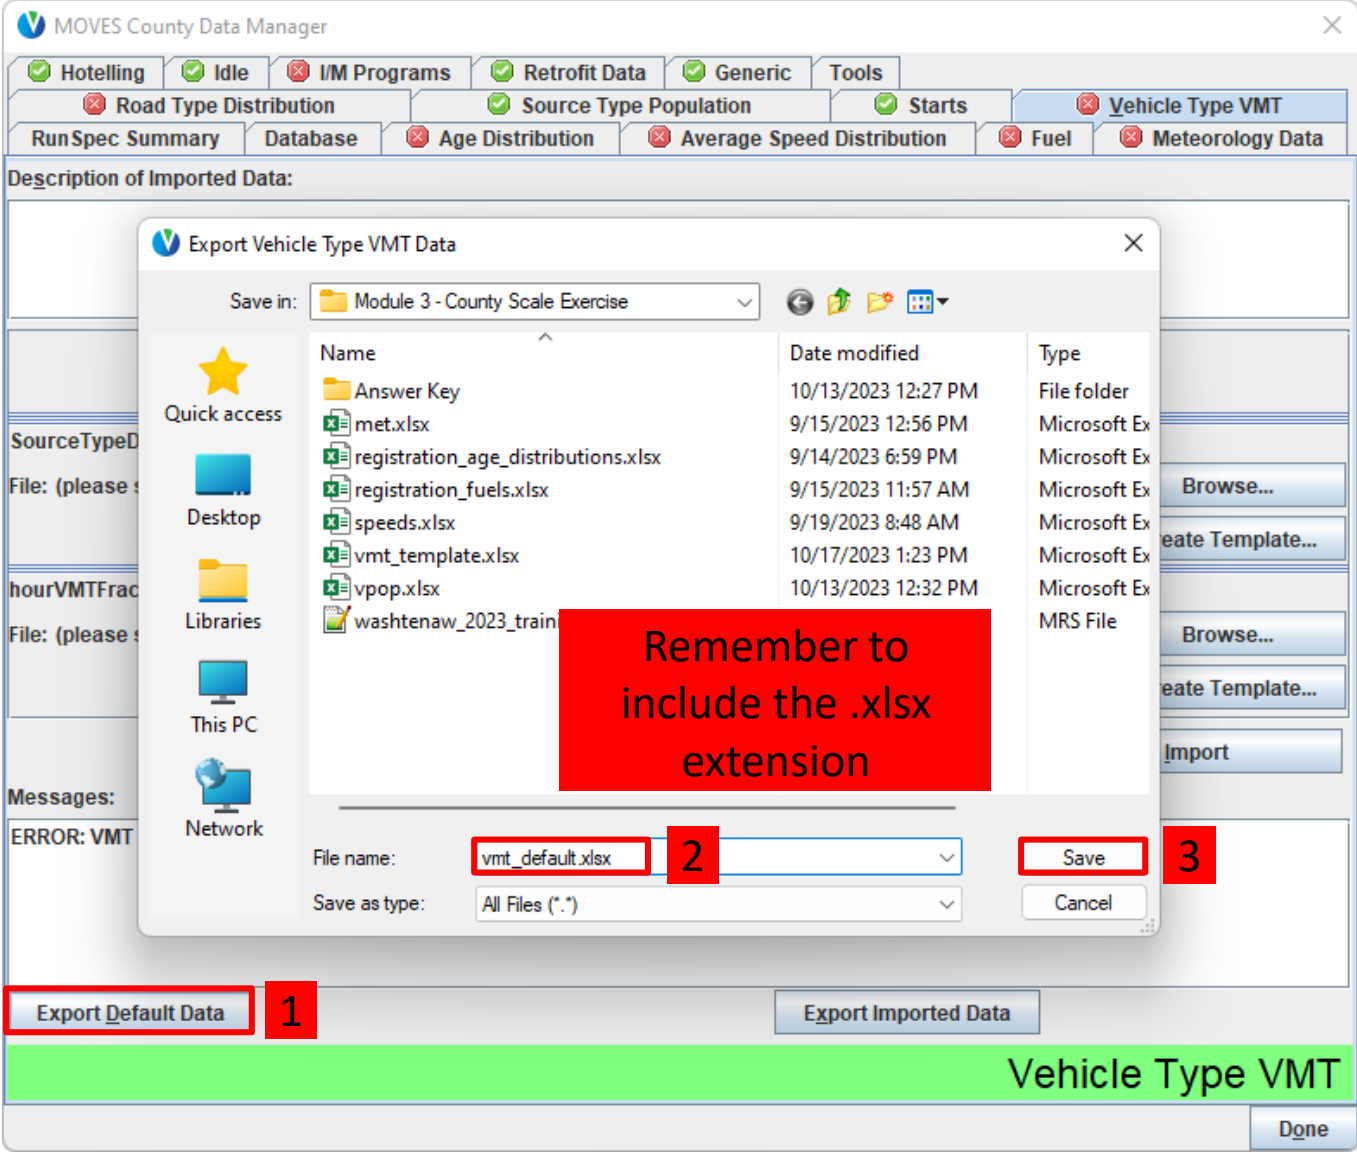 MOVES County Data Manager
Hotelling Idle I/M Programs Retrofit Data Generic Tools
Road Type Distribution Source Type Population Starts Vehicle Type VMT
RunSpec Summary Database Age Distribution Average Speed Distribution Fuel Meteorology Data
Description of Imported Data:
Export Vehicle Type VMT Data
Save in: Module 3 - County Scale Exercise
Name Date modified Type
Answer Key 10/13/2023 12:27 PM File folder
met.xlsx 9/15/2023 12:56 PM Microsoft Ex
registration_age_distributions.xlsx 9/14/2023 6:59 PM Microsoft Ex
registration_fuels.xlsx 9/15/2023 11:57 AM Microsoft Ex
speeds.xlsx 9/19/2023 8:48 AM Microsoft Ex
vmt_template.xlsx 10/17/2023 1:23 PM Microsoft Ex
vpop.xlsx 10/13/2023 12:32 PM Microsoft Ex
washtenaw_2023_traini MRS File
Quick access
Desktop
Libraries
This PC
Network
SourceTypeD
File: (please s
Browse...
eate Template...
hourVMTFrac
File: (please s
Browse...
eate Template...
Remember to
include the .xlsx
extension
Import
Messages:
ERROR: VMT
File name: vmt_default.xlsx 2 Save 3
Save as type: All Files (*.*) Cancel
Export Default Data 1 Export Imported Data
Vehicle Type VMT
Done